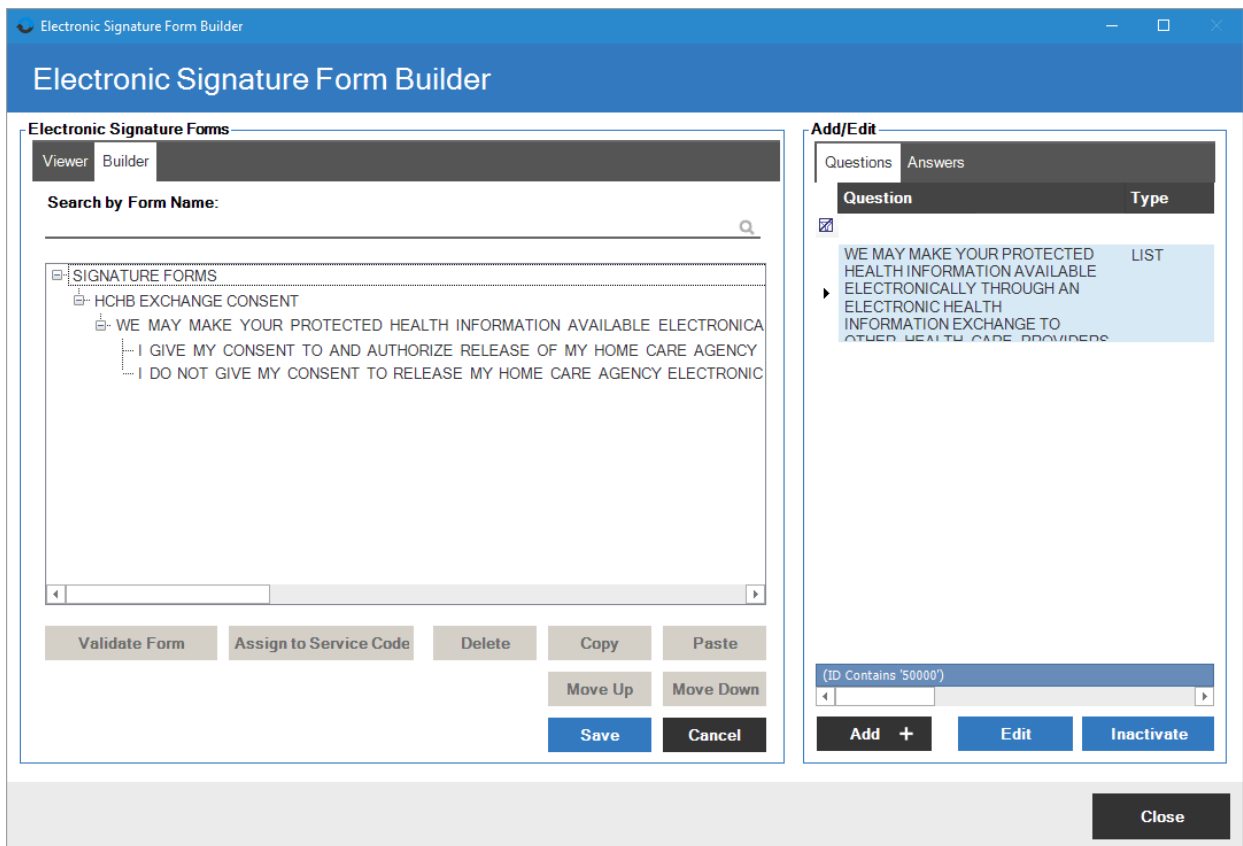 Electronic Signature Form Builder
Electronic Signature Form Builder
Electronic Signature Forms
Viewer Builder
Search by Form Name:
SIGNATURE FORMS
HCHB EXCHANGE CONSENT
WE MAY MAKE YOUR PROTECTED HEALTH INFORMATION AVAILABLE ELECTRONICA
I GIVE MY CONSENT TO AND AUTHORIZE RELEASE OF MY HOME CARE AGENCY
I DO NOT GIVE MY CONSENT TO RELEASE MY HOME CARE AGENCY ELECTRONIC
Validate Form Assign to Service Code Delete Copy Paste
Move Up Move Down
Save Cancel
Add/Edit
Questions Answers
Question Type
WE MAY MAKE YOUR PROTECTED LIST
HEALTH INFORMATION AVAILABLE
ELECTRONICALLY THROUGH AN
ELECTRONIC HEALTH
INFORMATION EXCHANGE TO
OTHER HEALTH CARE PROVIDERS
(ID Contains '50000')
Add + Edit Inactivate
Close